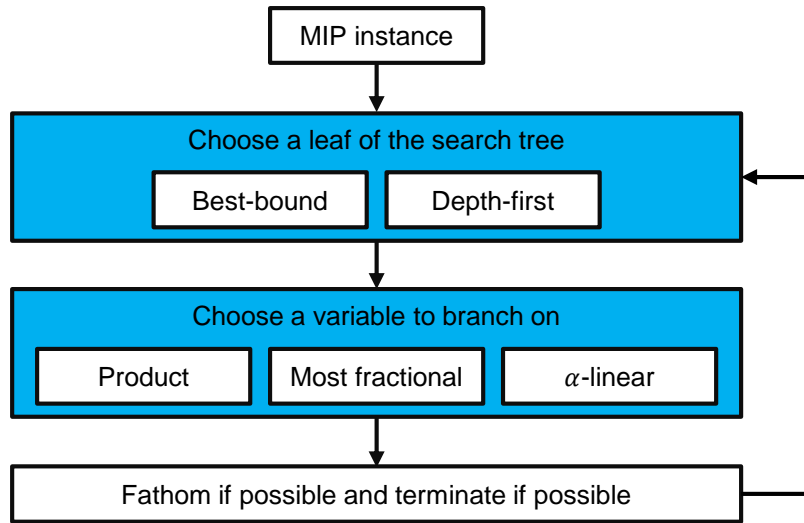 MIP instance
Choose a leaf of the search tree
Best-bound
Depth-first
Choose a variable to branch on
Product
Most fractional
α-linear
Fathom if possible and terminate if possible